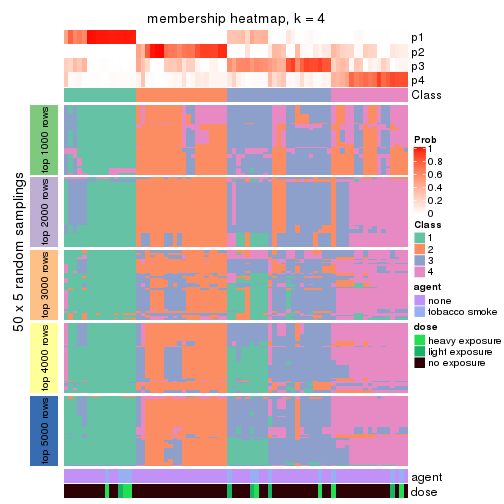 membership heatmap, k = 4
p1
p2
p3
p4
Class
50 x 5 random samplings
top 1000 rows
top 2000 rows
top 3000 rows
top 4000 rows
top 5000 rows
agent
dose
Prob
1
0.8
0.6
0.4
0.2
0
Class
1
2
3
4
agent
none
tobacco smoke
dose
heavy exposure
light exposure
no exposure